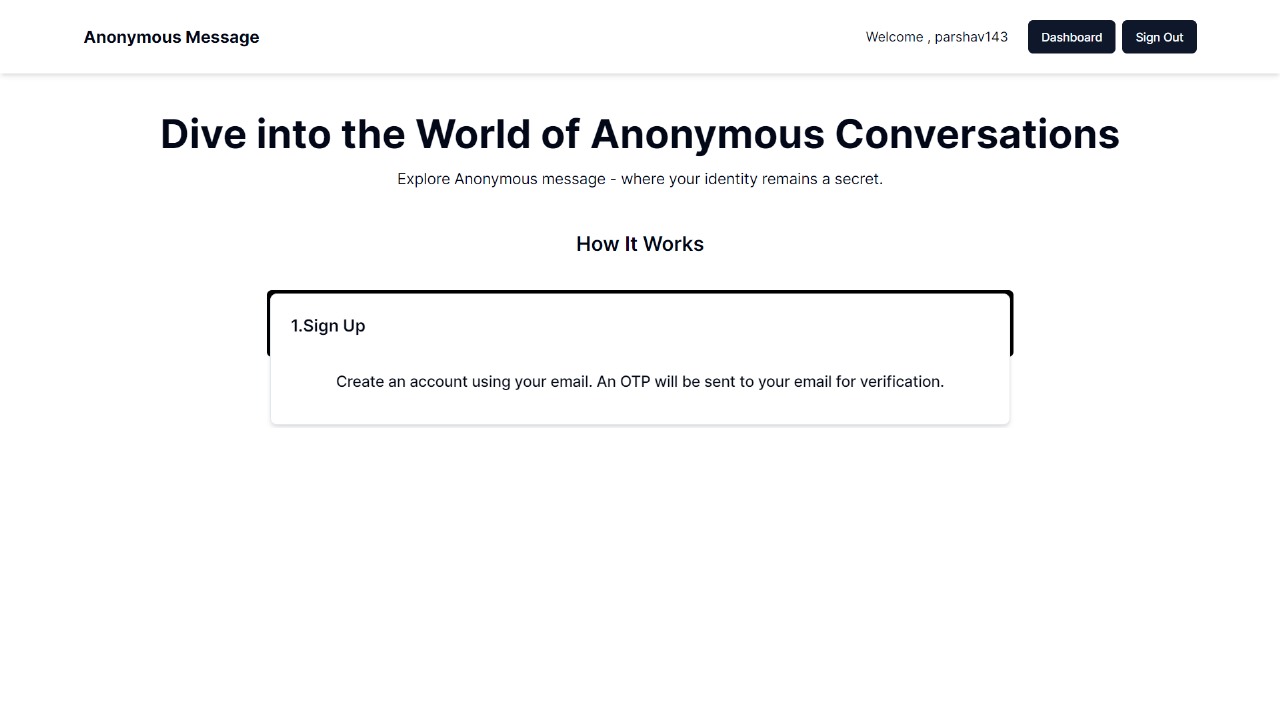 Anonymous Message
Welcome , parshav143
Dashboard
Sign Out
Dive into the World of Anonymous Conversations
Explore Anonymous message - where your identity remains a secret.
How It Works
1.Sign Up
Create an account using your email. An OTP will be sent to your email for verification.